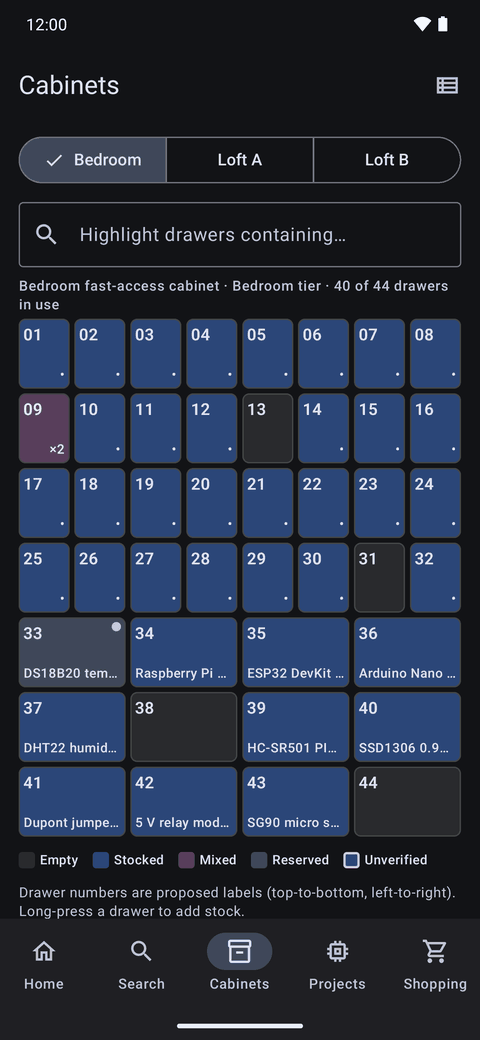 12:00
Cabinets
Bedroom Loft A Loft B
Highlight drawers containing…
Bedroom fast-access cabinet · Bedroom tier · 40 of 44 drawers
in use
01 02 03 04 05 06 07 08
09 10 11 12 13 14 15 16
×2
17 18 19 20 21 22 23 24
25 26 27 28 29 30 31 32
33 34 35 36
DS18B20 tem… Raspberry Pi … ESP32 DevKit … Arduino Nano …
37 38 39 40
DHT22 humid… HC-SR501 PI… SSD1306 0.9…
41 42 43 44
Dupont jumpe… 5 V relay mod… SG90 micro s…
Empty Stocked Mixed Reserved Unverified
Drawer numbers are proposed labels (top-to-bottom, left-to-right).
Long-press a drawer to add stock.
Home Search Cabinets Projects Shopping